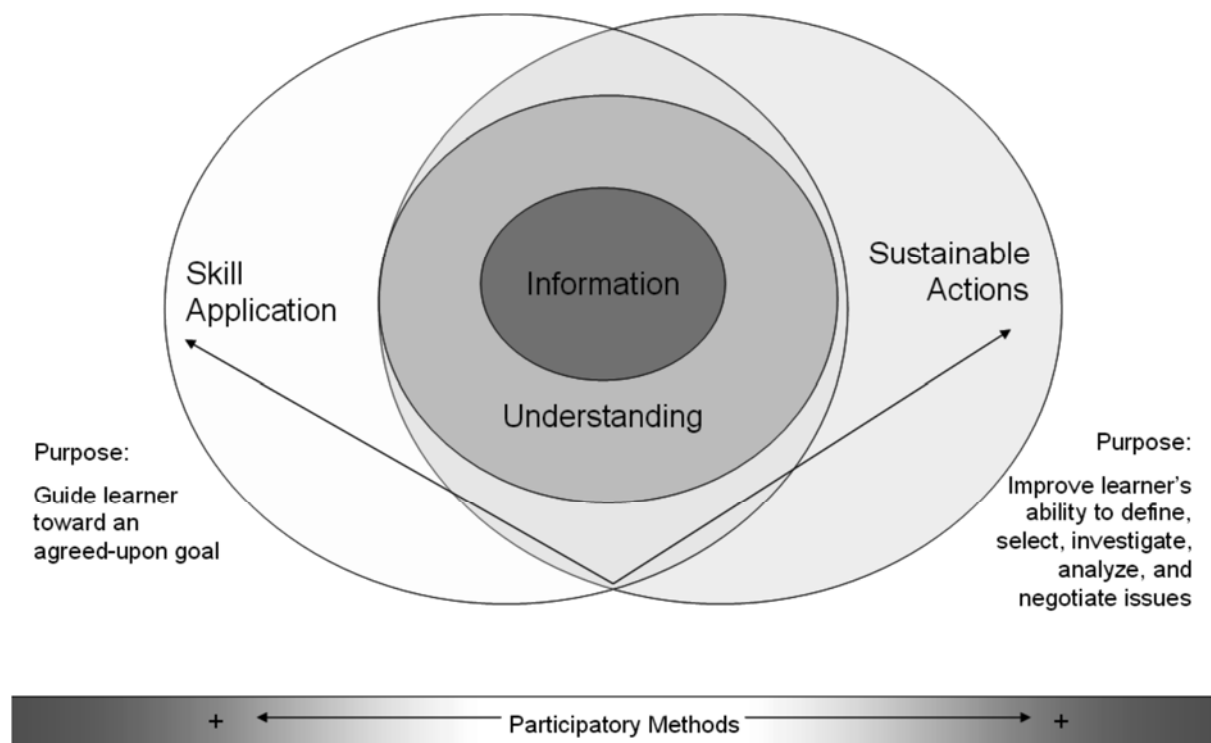 Skill
Application
Information
Understanding
Sustainable
Actions
Purpose:
Guide learner
toward an
agreed-upon goal
Purpose:
Improve learner’s
ability to define,
select, investigate,
analyze, and
negotiate issues
+ Participatory Methods +